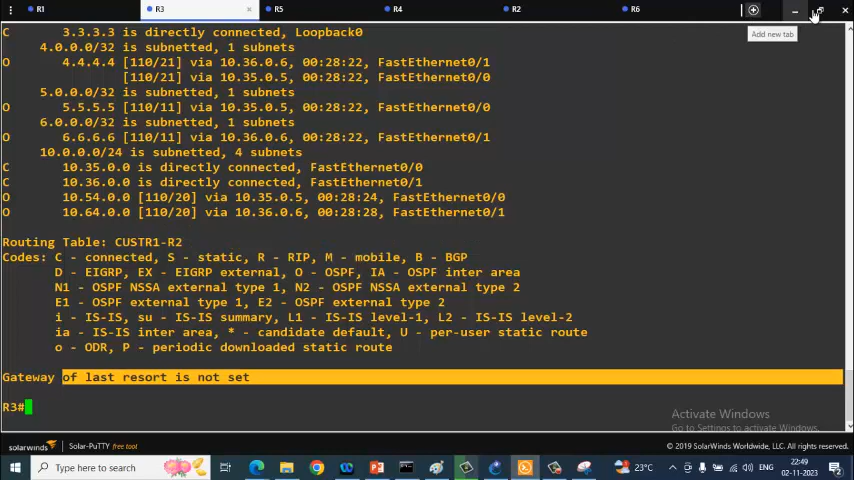 R1
R3
R5
R4
R2
R6
Add new tab
C 3.3.3.3 is directly connected, Loopback0
4.0.0.0/32 is subnetted, 1 subnets
O 4.4.4.4 [110/21] via 10.36.0.6, 00:28:22, FastEthernet0/1
[110/21] via 10.35.0.5, 00:28:22, FastEthernet0/0
5.0.0.0/32 is subnetted, 1 subnets
O 5.5.5.5 [110/11] via 10.35.0.5, 00:28:22, FastEthernet0/0
6.0.0.0/32 is subnetted, 1 subnets
O 6.6.6.6 [110/11] via 10.36.0.6, 00:28:22, FastEthernet0/1
10.0.0.0/24 is subnetted, 4 subnets
C 10.35.0.0 is directly connected, FastEthernet0/0
C 10.36.0.0 is directly connected, FastEthernet0/1
O 10.54.0.0 [110/20] via 10.35.0.5, 00:28:24, FastEthernet0/0
O 10.64.0.0 [110/20] via 10.36.0.6, 00:28:28, FastEthernet0/1
Routing Table: CUSTR1-R2
Codes: C - connected, S - static, R - RIP, M - mobile, B - BGP
D - EIGRP, EX - EIGRP external, O - OSPF, IA - OSPF inter area
N1 - OSPF NSSA external type 1, N2 - OSPF NSSA external type 2
E1 - OSPF external type 1, E2 - OSPF external type 2
i - IS-IS, su - IS-IS summary, L1 - IS-IS level-1, L2 - IS-IS level-2
ia - IS-IS inter area, * - candidate default, U - per-user static route
o - ODR, P - periodic downloaded static route
Gateway of last resort is not set
R3#
Activate Windows
Go to Settings to activate Windows.
solarwinds Solar-PuTTY free tool
© 2019 SolarWinds Worldwide, LLC. All rights reserved.
Type here to search
23°C
ENG
22:49
02-11-2023
2